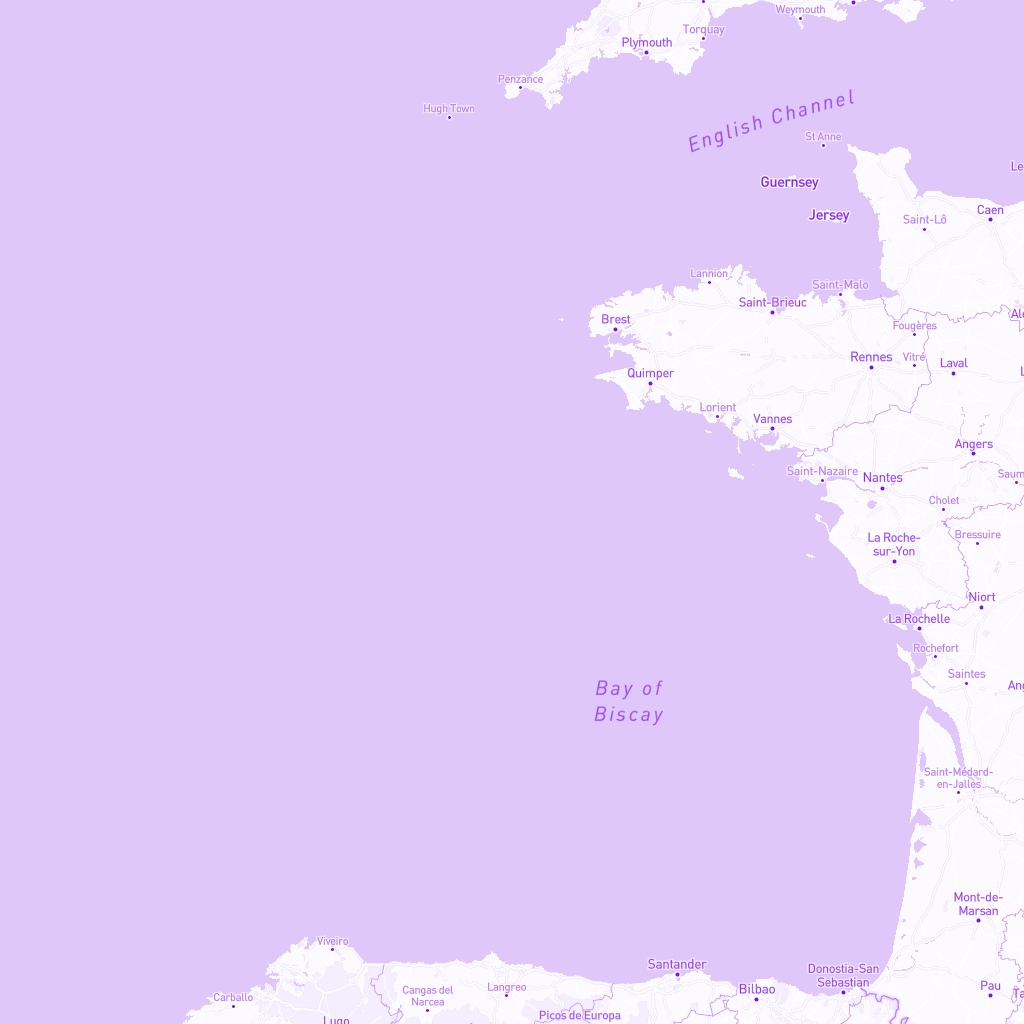 Weymouth
Torquay
Plymouth
Penzance
Hugh Town
English Channel
St Anne
Guernsey
Jersey
Caen
Saint-Lô
Lannion
Saint-Malo
Saint-Brieuc
Brest
Fougères
Rennes
Vitré
Laval
Quimper
Lorient
Vannes
Angers
Saint-Nazaire
Nantes
Saum
Cholet
La Roche-
sur-Yon
Bressuire
Niort
La Rochelle
Rochefort
Saintes
Ang
Bay of
Biscay
Saint-Médard-
en-Jalles
Mont-de-
Marsan
Viveiro
Santander
Donostia-San
Sebastian
Bilbao
Pau
Langreo
Cangas del
Narcea
Carballo
Lugo
Picos de Europa